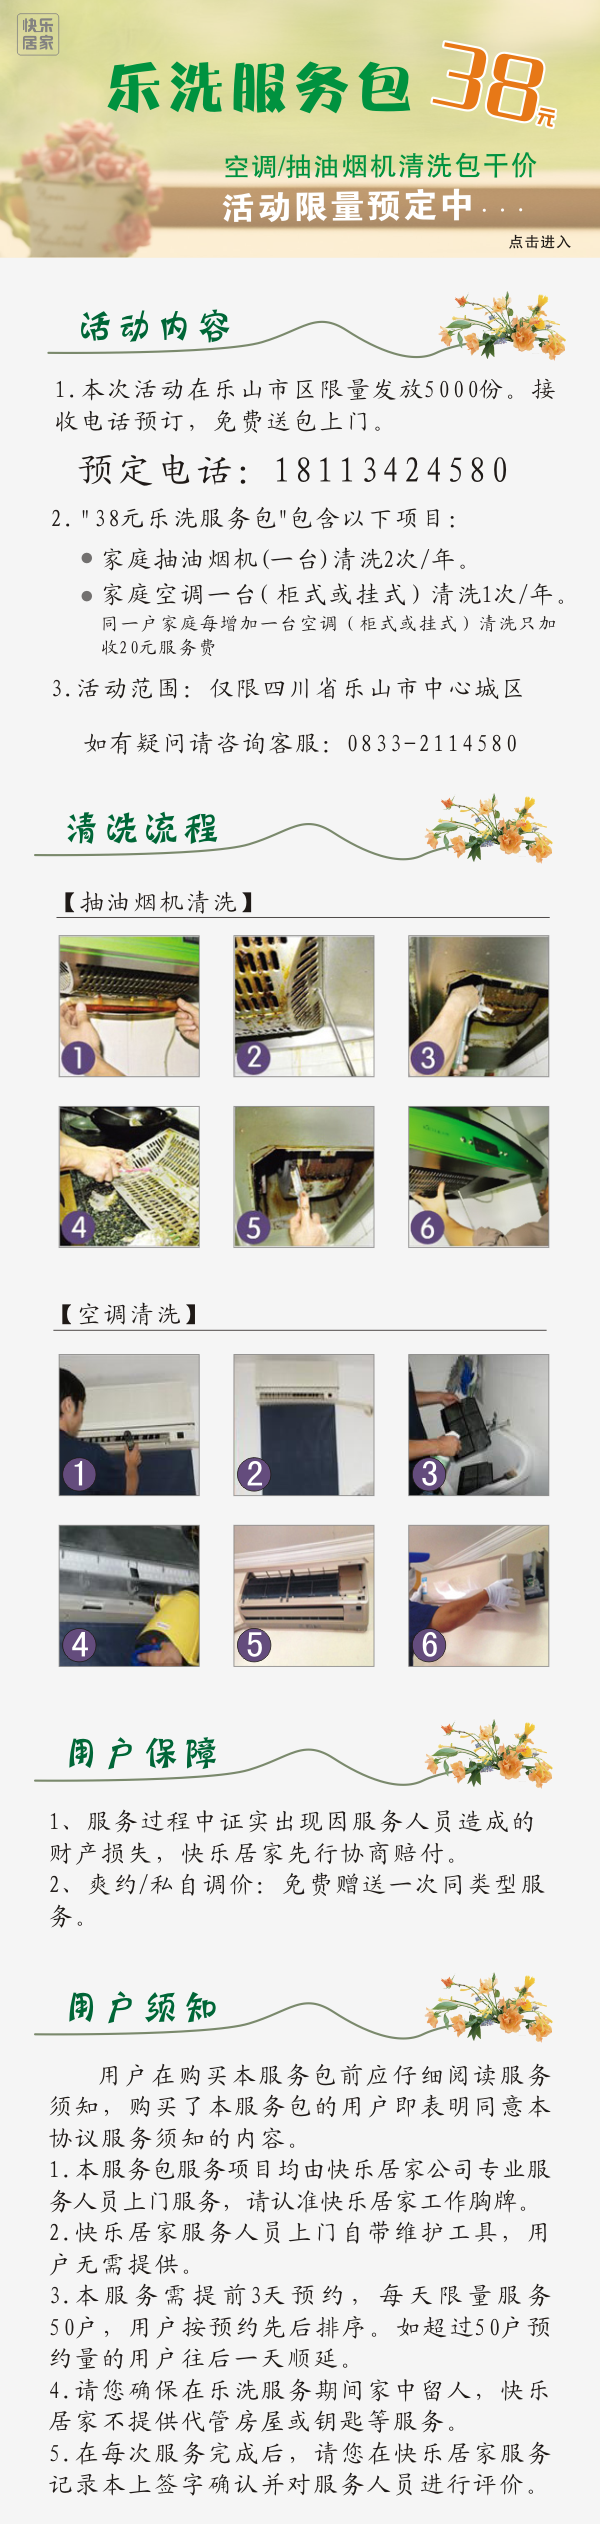 快乐
居家
乐洗服务包 38元
空调/抽油烟机清洗包干价
活动限量预定中···
点击进入
活动内容
1.本次活动在乐山市区限量发放5000份。接
收电话预订，免费送包上门。
预定电话：18113424580
2."38元乐洗服务包"包含以下项目：
● 家庭抽油烟机(一台)清洗2次/年。
● 家庭空调一台(柜式或挂式)清洗1次/年。
同一户家庭每增加一台空调（柜式或挂式）清洗只加
收20元服务费
3.活动范围：仅限四川省乐山市中心城区
如有疑问请咨询客服：0833-2114580
清洗流程
【抽油烟机清洗】
1 2 3
4 5 6
【空调清洗】
1 2 3
4 5 6
用户保障
1、服务过程中证实出现因服务人员造成的
财产损失，快乐居家先行协商赔付。
2、爽约/私自调价：免费赠送一次同类型服
务。
用户须知
用户在购买本服务包前应仔细阅读服务
须知，购买了本服务包的用户即表明同意本
协议服务须知的内容。
1.本服务包服务项目均由快乐居家公司专业服
务人员上门服务，请认准快乐居家工作胸牌。
2.快乐居家服务人员上门自带维护工具，用
户无需提供。
3.本服务需提前3天预约，每天限量服务
50户，用户按预约先后排序。如超过50户预
约量的用户往后一天顺延。
4.请您确保在乐洗服务期间家中留人，快乐
居家不提供代管房屋或钥匙等服务。
5.在每次服务完成后，请您在快乐居家服务
记录本上签字确认并对服务人员进行评价。